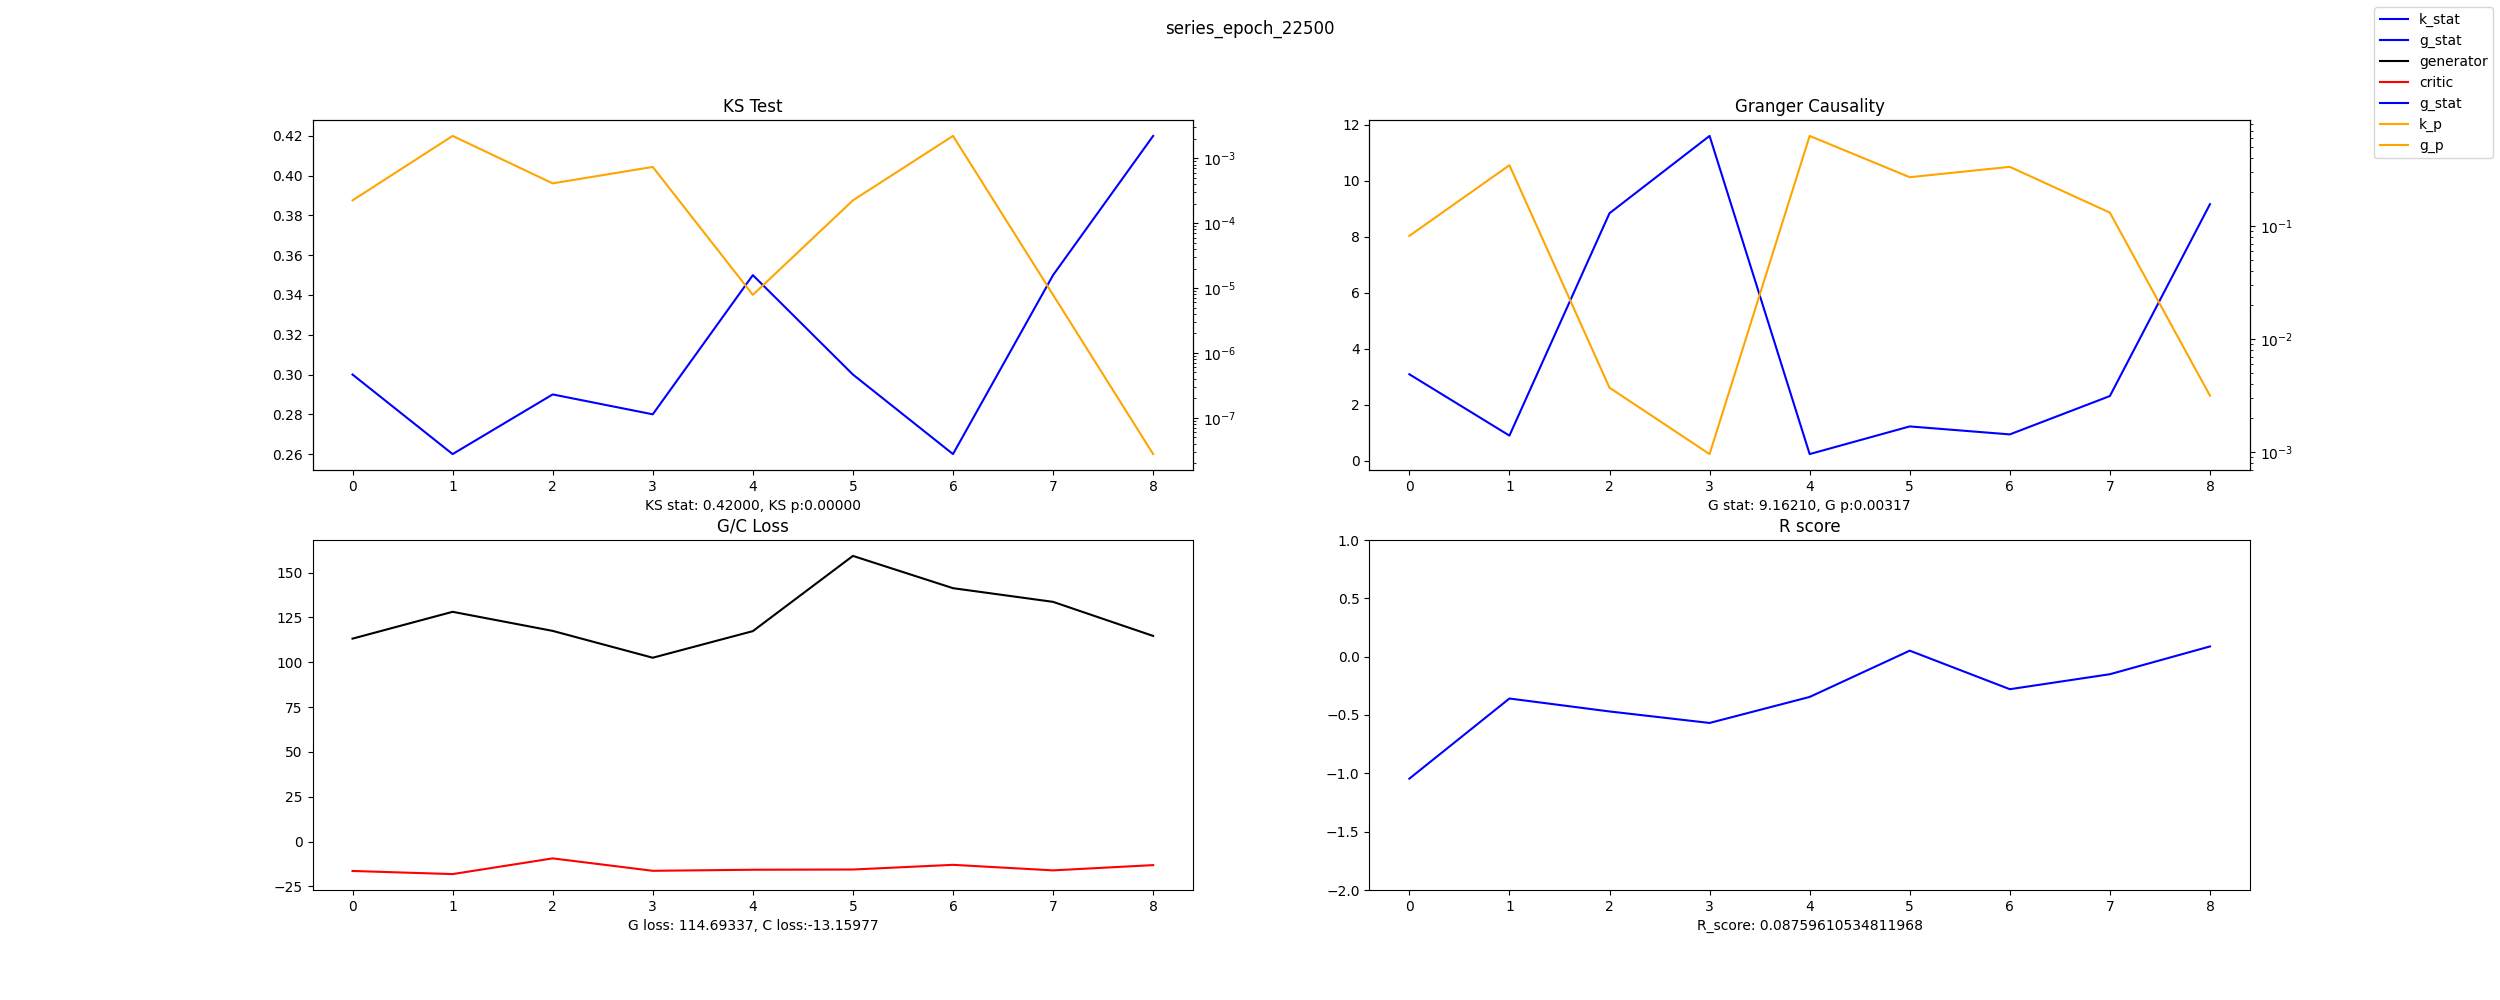 series_epoch_22500
k_stat
g_stat
generator
critic
g_stat
k_p
g_p
KS Test
0.42
0.40
0.38
0.36
0.34
0.32
0.30
0.28
0.26
10⁻³
10⁻⁴
10⁻⁵
10⁻⁶
10⁻⁷
0 1 2 3 4 5 6 7 8
KS stat: 0.42000, KS p:0.00000
Granger Causality
12
10
8
6
4
2
0
10⁻¹
10⁻²
10⁻³
0 1 2 3 4 5 6 7 8
G stat: 9.16210, G p:0.00317
G/C Loss
150
125
100
75
50
25
0
−25
0 1 2 3 4 5 6 7 8
G loss: 114.69337, C loss:-13.15977
R score
1.0
0.5
0.0
−0.5
−1.0
−1.5
−2.0
0 1 2 3 4 5 6 7 8
R_score: 0.08759610534811968